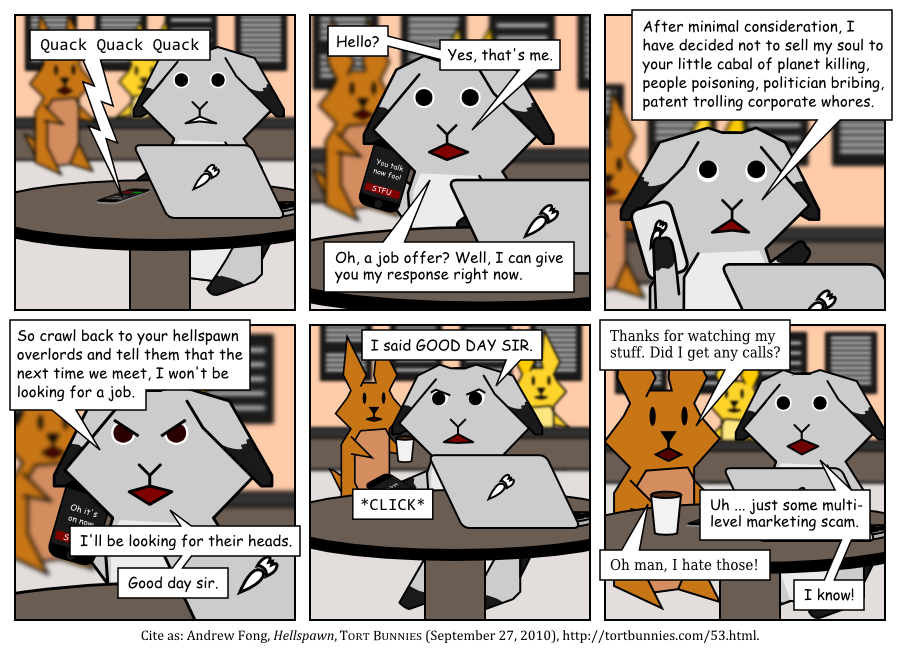 Quack Quack Quack
Hello?
Yes, that's me.
You talk
now fool
STFU
Oh, a job offer? Well, I can give
you my response right now.
After minimal consideration, I
have decided not to sell my soul to
your little cabal of planet killing,
people poisoning, politician bribing,
patent trolling corporate whores.
So crawl back to your hellspawn
overlords and tell them that the
next time we meet, I won't be
looking for a job.
Oh it's
on now
I'll be looking for their heads.
Good day sir.
I said GOOD DAY SIR.
*CLICK*
Thanks for watching my
stuff. Did I get any calls?
Uh ... just some multi-
level marketing scam.
Oh man, I hate those!
I know!
Cite as: Andrew Fong, Hellspawn, TORT BUNNIES (September 27, 2010), http://tortbunnies.com/53.html.